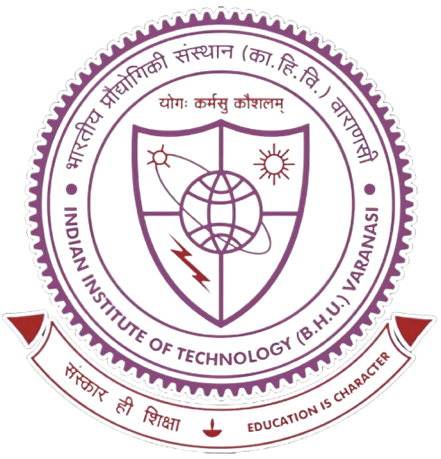 भारतीय प्रौद्योगिकी संस्थान (का.हि.वि.) वाराणसी
योगः कर्मसु कौशलम्
INDIAN INSTITUTE OF TECHNOLOGY (B.H.U.) VARANASI
संस्कार ही शिक्षा
EDUCATION IS CHARACTER